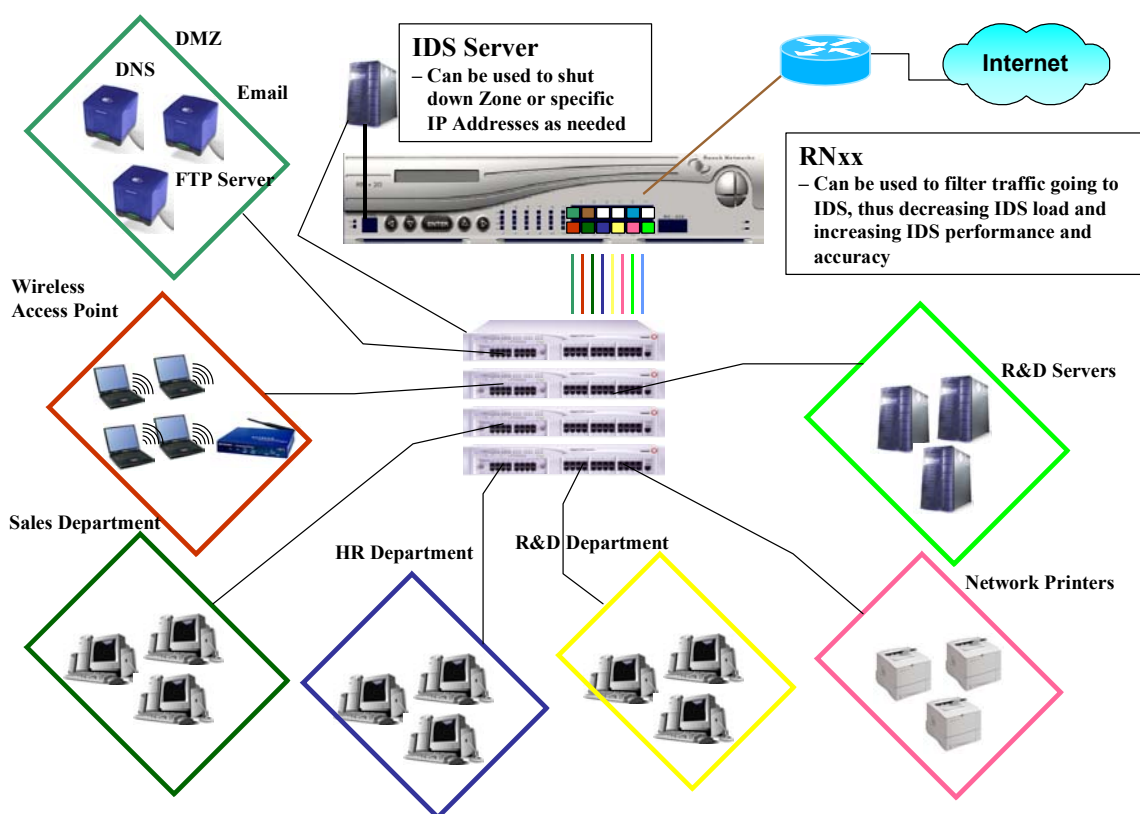 DMZ
DNS
Email
FTP Server
IDS Server
– Can be used to shut
down Zone or specific
IP Addresses as needed
Internet
RNxx
– Can be used to filter traffic going to
IDS, thus decreasing IDS load and
increasing IDS performance and
accuracy
ENTER
Wireless
Access Point
R&D Servers
Sales Department
HR Department
R&D Department
Network Printers